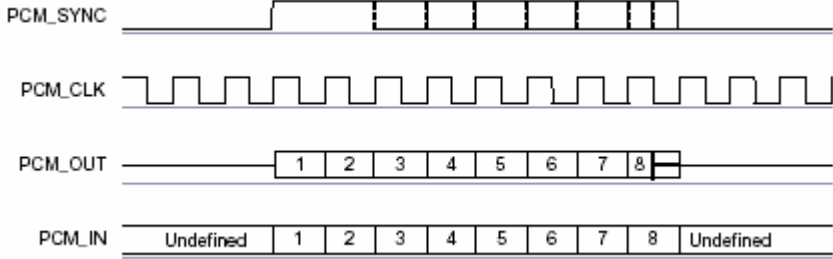 PCM_SYNC
PCM_CLK
PCM_OUT 1 2 3 4 5 6 7 8
PCM_IN Undefined 1 2 3 4 5 6 7 8 Undefined